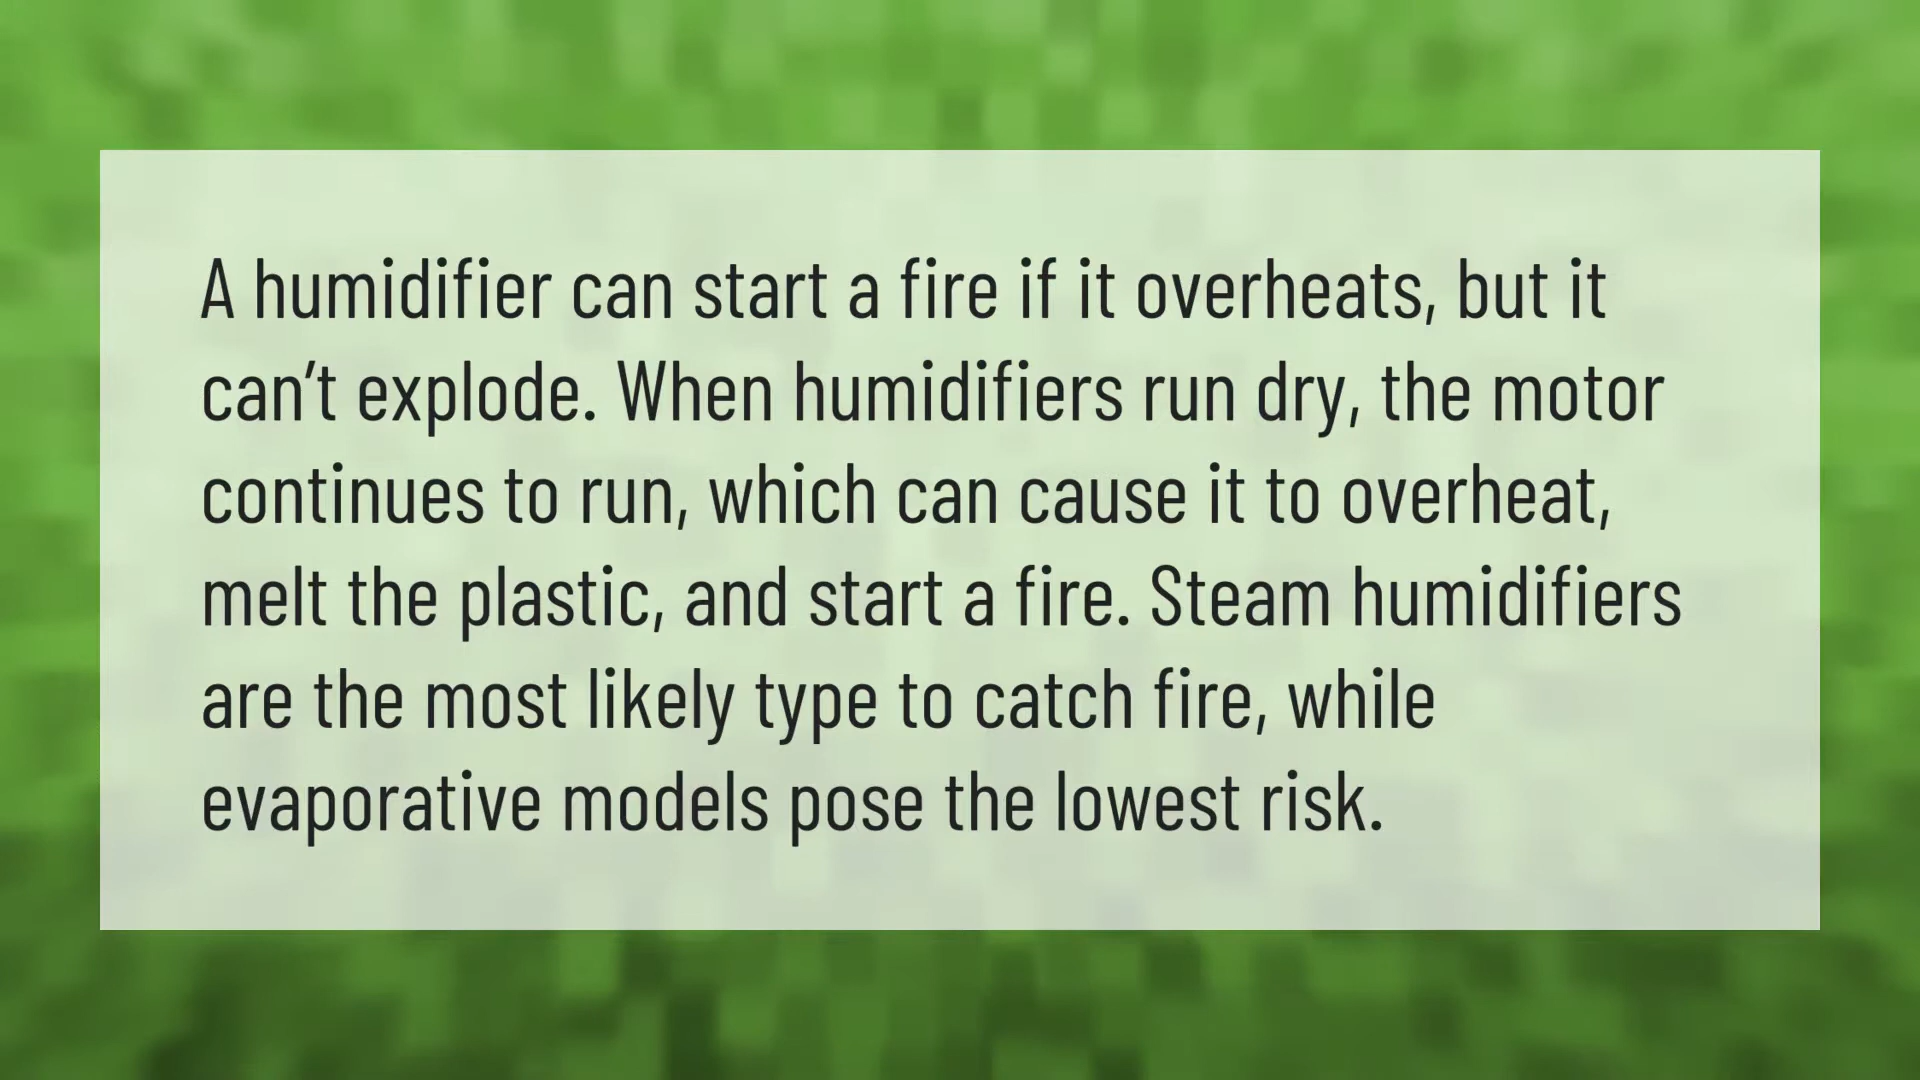 A humidifier can start a fire if it overheats, but it
can’t explode. When humidifiers run dry, the motor
continues to run, which can cause it to overheat,
melt the plastic, and start a fire. Steam humidifiers
are the most likely type to catch fire, while
evaporative models pose the lowest risk.